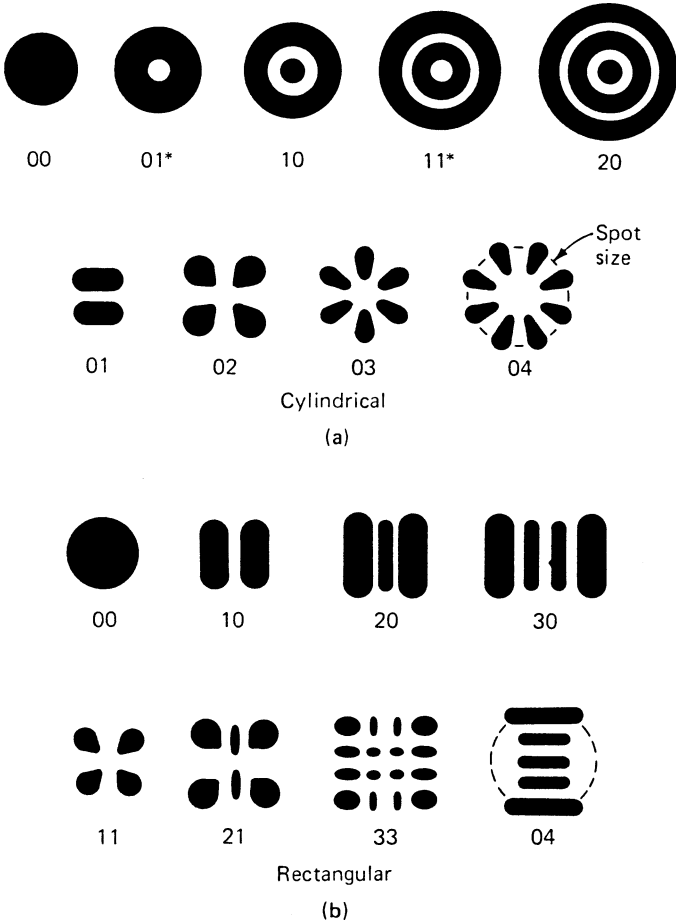 00 01* 10 11* 20
Spot
size
01 02 03 04
Cylindrical
(a)
00 10 20 30
11 21 33 04
Rectangular
(b)